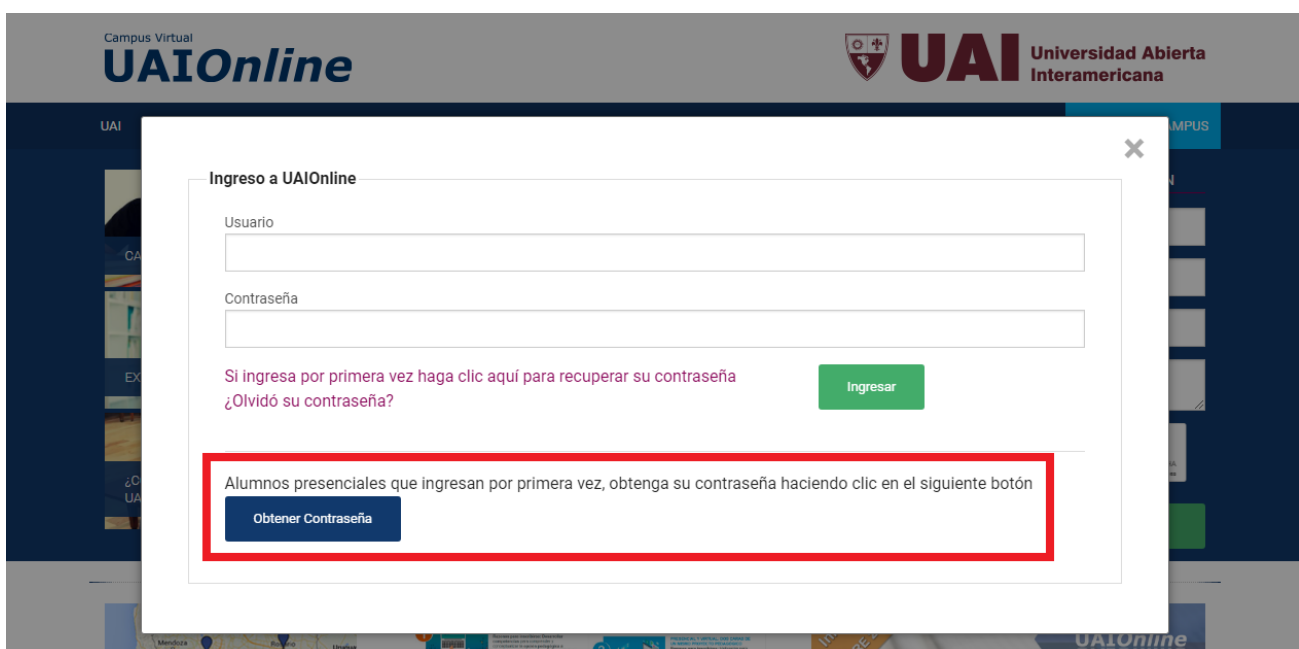 Campus Virtual
UAIOnline
UAI Universidad Abierta
Interamericana
UAI
Ingreso a UAIOnline
Usuario
Contraseña
Si ingresa por primera vez haga clic aquí para recuperar su contraseña
¿Olvidó su contraseña?
Ingresar
Alumnos presenciales que ingresan por primera vez, obtenga su contraseña haciendo clic en el siguiente botón
Obtener Contraseña
Mendoza
UAIOnline